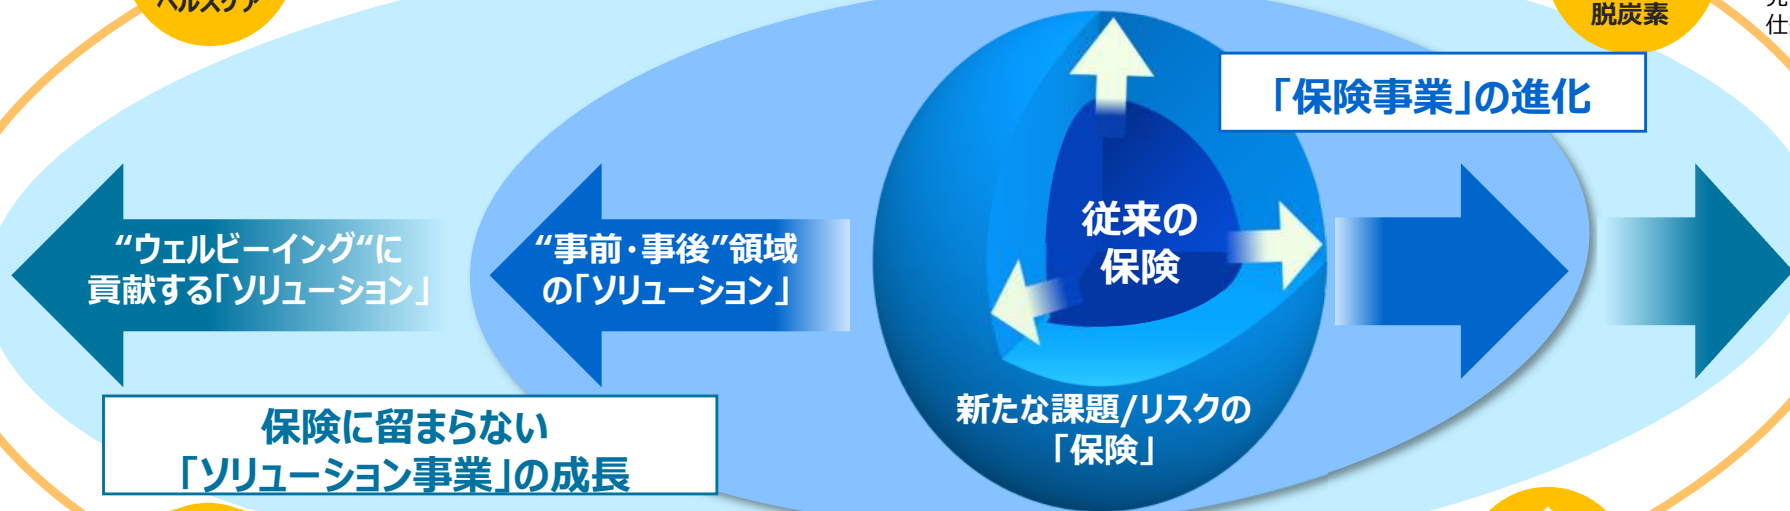 ヘルスケア
脱炭素
「保険事業」の進化
従来の
保険
“ウェルビーイング“に
貢献する「ソリューション」
“事前・事後”領域
の「ソリューション」
新たな課題/リスクの
「保険」
保険に留まらない
「ソリューション事業」の成長